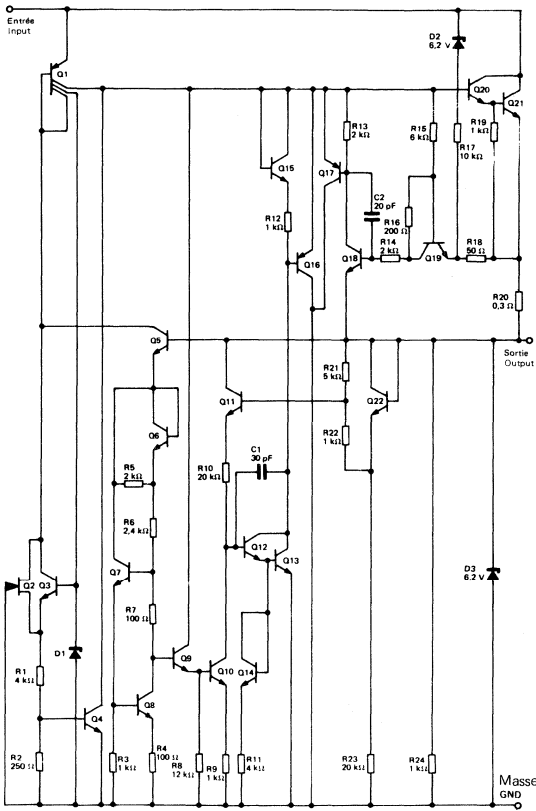 Entrée
Input
Q1
D2
6,2 V
Q20
Q21
R13
2 kΩ
R15
6 kΩ
R19
1 kΩ
R17
10 kΩ
Q15
Q17
C2
20 pF
R16
200 Ω
R12
1 kΩ
R14
2 kΩ
R18
50 Ω
Q16
Q18
Q19
R20
0,3 Ω
Q5
Sortie
Output
R21
5 kΩ
Q11
Q22
Q6
R22
1 kΩ
C1
30 pF
R5
2 kΩ
R10
20 kΩ
R6
2,4 kΩ
Q12
Q13
D3
6,2 V
Q2
Q3
Q7
R7
100 Ω
D1
Q9
Q10
Q14
R1
4 kΩ
Q4
Q8
R2
250 Ω
R3
1 kΩ
R4
100 Ω
R8
12 kΩ
R9
1 kΩ
R11
4 kΩ
R23
20 kΩ
R24
1 kΩ
Masse
GND